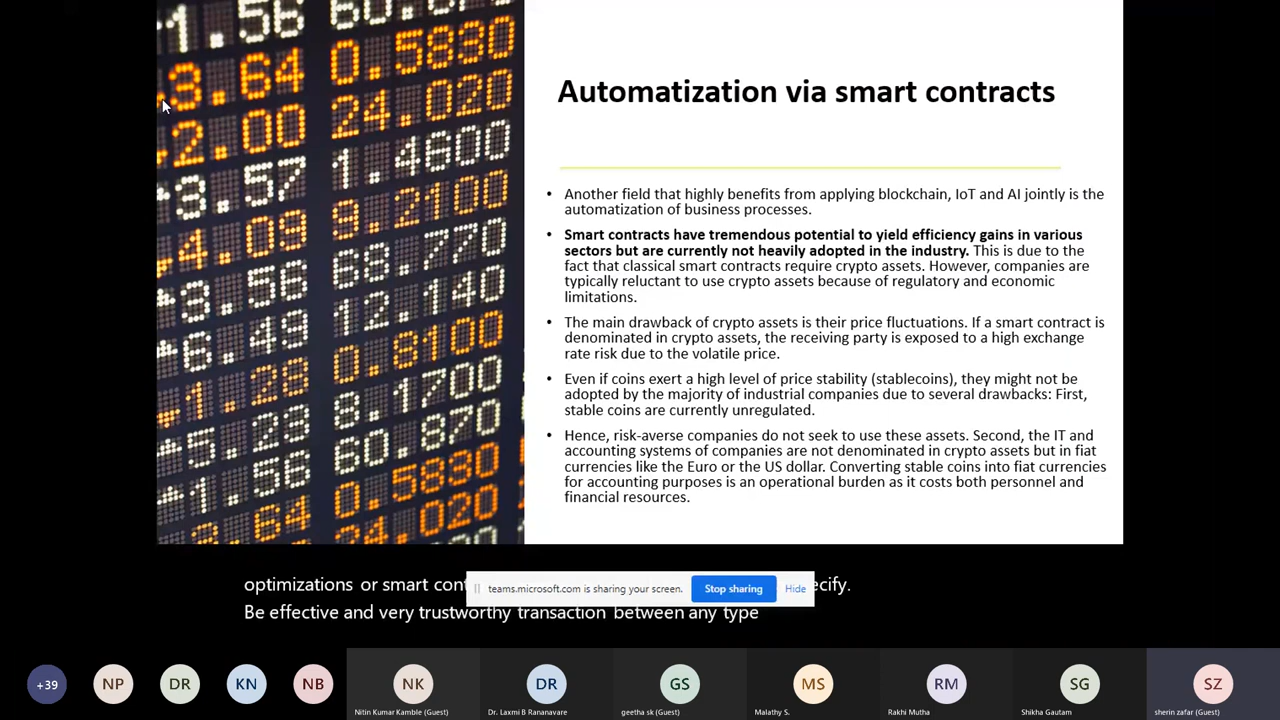 1.56 60.870
3.64 0.5830
2.00 24.020
3.57 1.4600
4.09 9.2100
3.56 68.770
6.49 12.140
1.28 0.8100
5.23 8.1700
1.56 60.870
3.64 0.5830
24.020
Automatization via smart contracts
• Another field that highly benefits from applying blockchain, IoT and AI jointly is the
automatization of business processes.
• Smart contracts have tremendous potential to yield efficiency gains in various
sectors but are currently not heavily adopted in the industry. This is due to the
fact that classical smart contracts require crypto assets. However, companies are
typically reluctant to use crypto assets because of regulatory and economic
limitations.
• The main drawback of crypto assets is their price fluctuations. If a smart contract is
denominated in crypto assets, the receiving party is exposed to a high exchange
rate risk due to the volatile price.
• Even if coins exert a high level of price stability (stablecoins), they might not be
adopted by the majority of industrial companies due to several drawbacks: First,
stable coins are currently unregulated.
• Hence, risk-averse companies do not seek to use these assets. Second, the IT and
accounting systems of companies are not denominated in crypto assets but in fiat
currencies like the Euro or the US dollar. Converting stable coins into fiat currencies
for accounting purposes is an operational burden as it costs both personnel and
financial resources.
optimizations or smart
teams.microsoft.com is sharing your screen. Stop sharing Hide
Be effective and very trustworthy transaction between any type
+39 NP DR KN NB NK DR GS MS RM SG SZ
Nitin Kumar Kamble (Guest) Dr. Laxmi B Rananavare geetha sk (Guest) Malathy S. Rakhi Mutha Shikha Gautam sherin zafar (Guest)